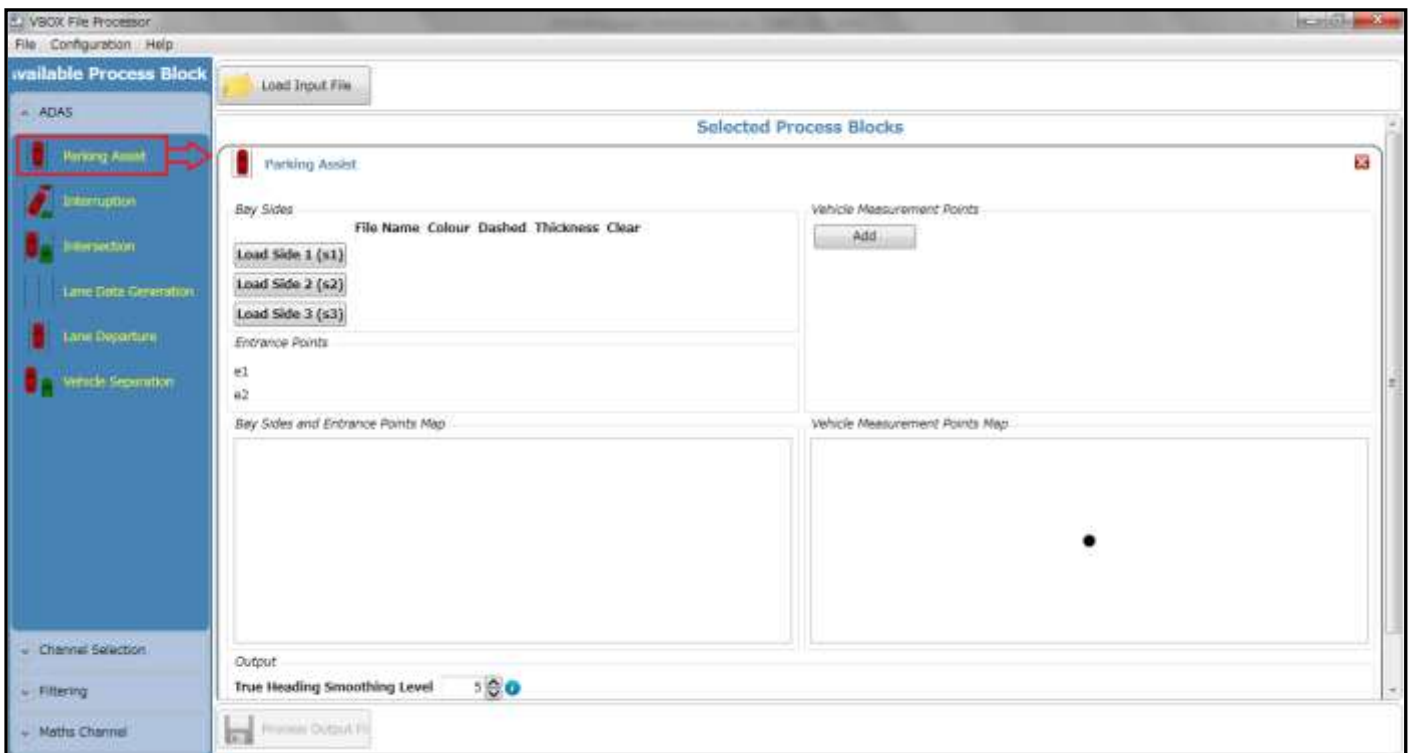 VBOX File Processor
File Configuration Help
vailable Process Block
ADAS
Parking Assist
Interruption
Intersection
Lane Data Generation
Lane Departure
Vehicle Separation
Channel Selection
Filtering
Maths Channel
Load Input File
Selected Process Blocks
Parking Assist
Bay Sides
File Name Colour Dashed Thickness Clear
Load Side 1 (s1)
Load Side 2 (s2)
Load Side 3 (s3)
Entrance Points
e1
e2
Vehicle Measurement Points
Add
Bay Sides and Entrance Points Map
Vehicle Measurement Points Map
Output
True Heading Smoothing Level 5
Process Output Fil